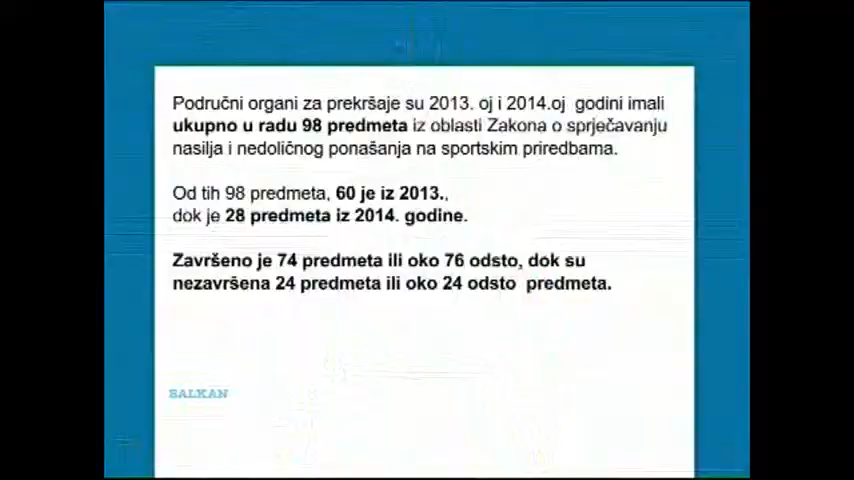 Područni organi za prekršaje su 2013. oj i 2014.oj godini imali
ukupno u radu 98 predmeta iz oblasti Zakona o sprječavanju
nasilja i nedoličnog ponašanja na sportskim priredbama.
Od tih 98 predmeta, 60 je iz 2013.,
dok je 28 predmeta iz 2014. godine.
Završeno je 74 predmeta ili oko 76 odsto, dok su
nezavršena 24 predmeta ili oko 24 odsto predmeta.
BALKAN